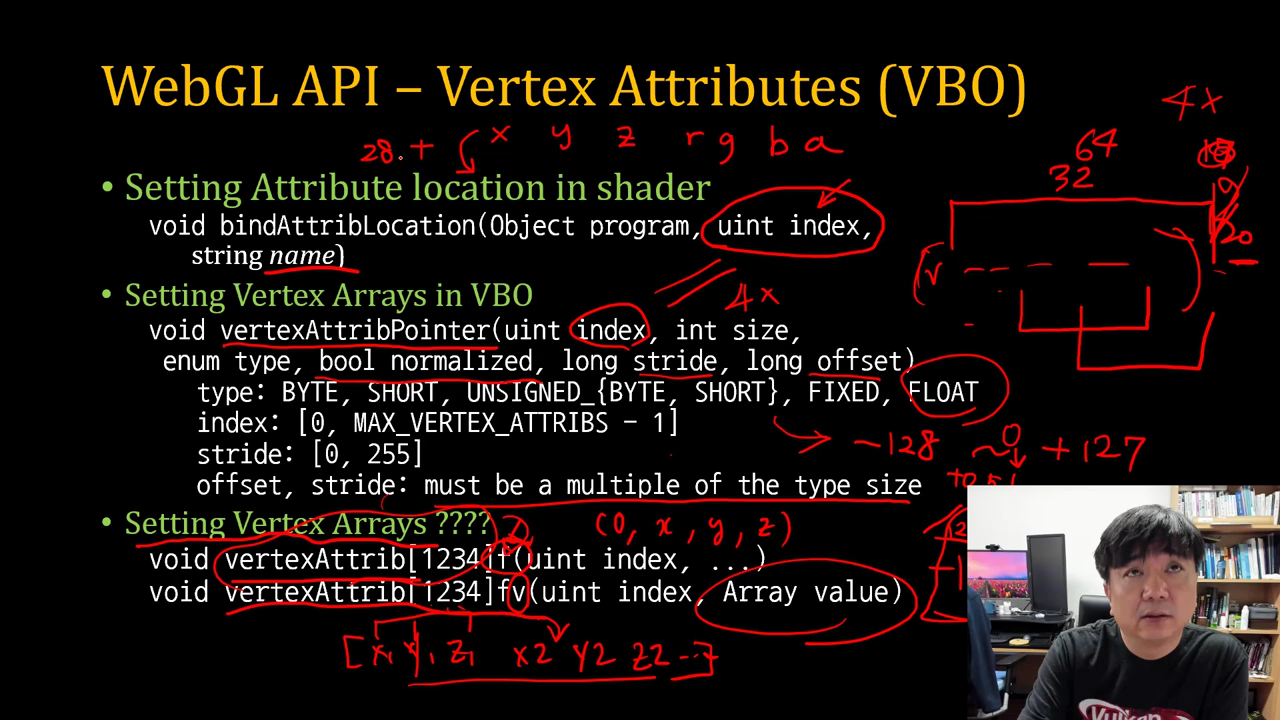 WebGL API – Vertex Attributes (VBO)
4x
28.+ x y z r g b a
64
32
• Setting Attribute location in shader
void bindAttribLocation(Object program, uint index,
string name)
20
• Setting Vertex Arrays in VBO
4x
void vertexAttribPointer(uint index, int size,
enum type, bool normalized, long stride, long offset)
type: BYTE, SHORT, UNSIGNED_{BYTE, SHORT}, FIXED, FLOAT
index: [0, MAX_VERTEX_ATTRIBS – 1]
-128 ~0 +127
stride: [0, 255]
offset, stride: must be a multiple of the type size
• Setting Vertex Arrays ????
(0, x, y, z)
void vertexAttrib[1234]f(uint index, ...)
void vertexAttrib[1234]fv(uint index, Array value)
x2 y2 z2 ...]